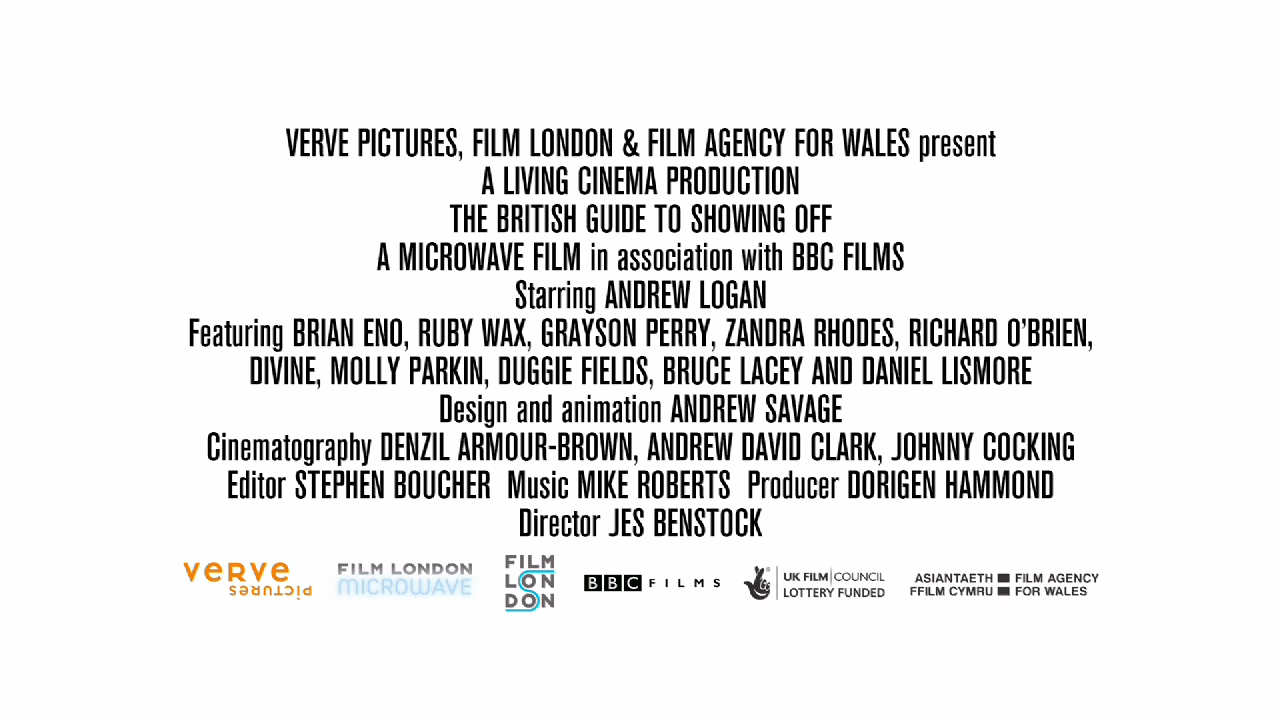 VERVE PICTURES, FILM LONDON & FILM AGENCY FOR WALES present
A LIVING CINEMA PRODUCTION
THE BRITISH GUIDE TO SHOWING OFF
A MICROWAVE FILM in association with BBC FILMS
Starring ANDREW LOGAN
Featuring BRIAN ENO, RUBY WAX, GRAYSON PERRY, ZANDRA RHODES, RICHARD O'BRIEN,
DIVINE, MOLLY PARKIN, DUGGIE FIELDS, BRUCE LACEY AND DANIEL LISMORE
Design and animation ANDREW SAVAGE
Cinematography DENZIL ARMOUR-BROWN, ANDREW DAVID CLARK, JOHNNY COCKING
Editor STEPHEN BOUCHER Music MIKE ROBERTS Producer DORIGEN HAMMOND
Director JES BENSTOCK
verve
pictures
FILM LONDON
MICROWAVE
FILM
LON
DON
BBC FILMS
UK FILM COUNCIL
LOTTERY FUNDED
ASIANTAETH FILM AGENCY
FFILM CYMRU FOR WALES